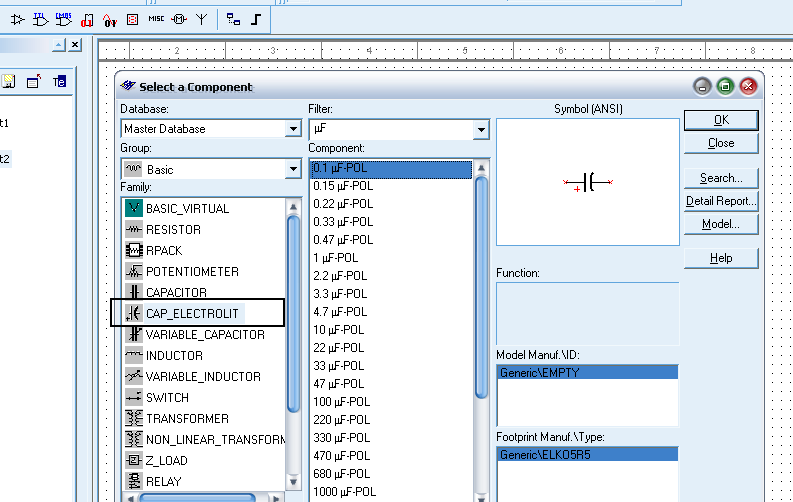 TTL
CMOS
MISC
2 3 4 5 6 7 8
Te
t1
t2
Select a Component
Database:
Master Database
Group:
Basic
Family:
BASIC_VIRTUAL
RESISTOR
RPACK
POTENTIOMETER
CAPACITOR
CAP_ELECTROLIT
VARIABLE_CAPACITOR
INDUCTOR
VARIABLE_INDUCTOR
SWITCH
TRANSFORMER
NON_LINEAR_TRANSFORM
Z_LOAD
RELAY
Filter:
µF
Component:
0.1 µF-POL
0.15 µF-POL
0.22 µF-POL
0.33 µF-POL
0.47 µF-POL
1 µF-POL
2.2 µF-POL
3.3 µF-POL
4.7 µF-POL
10 µF-POL
22 µF-POL
33 µF-POL
47 µF-POL
100 µF-POL
220 µF-POL
330 µF-POL
470 µF-POL
680 µF-POL
1000 µF-POL
Symbol (ANSI)
Function:
Model Manuf.\ID:
Generic\EMPTY
Footprint Manuf.\Type:
Generic\ELKO5R5
OK
Close
Search...
Detail Report...
Model...
Help